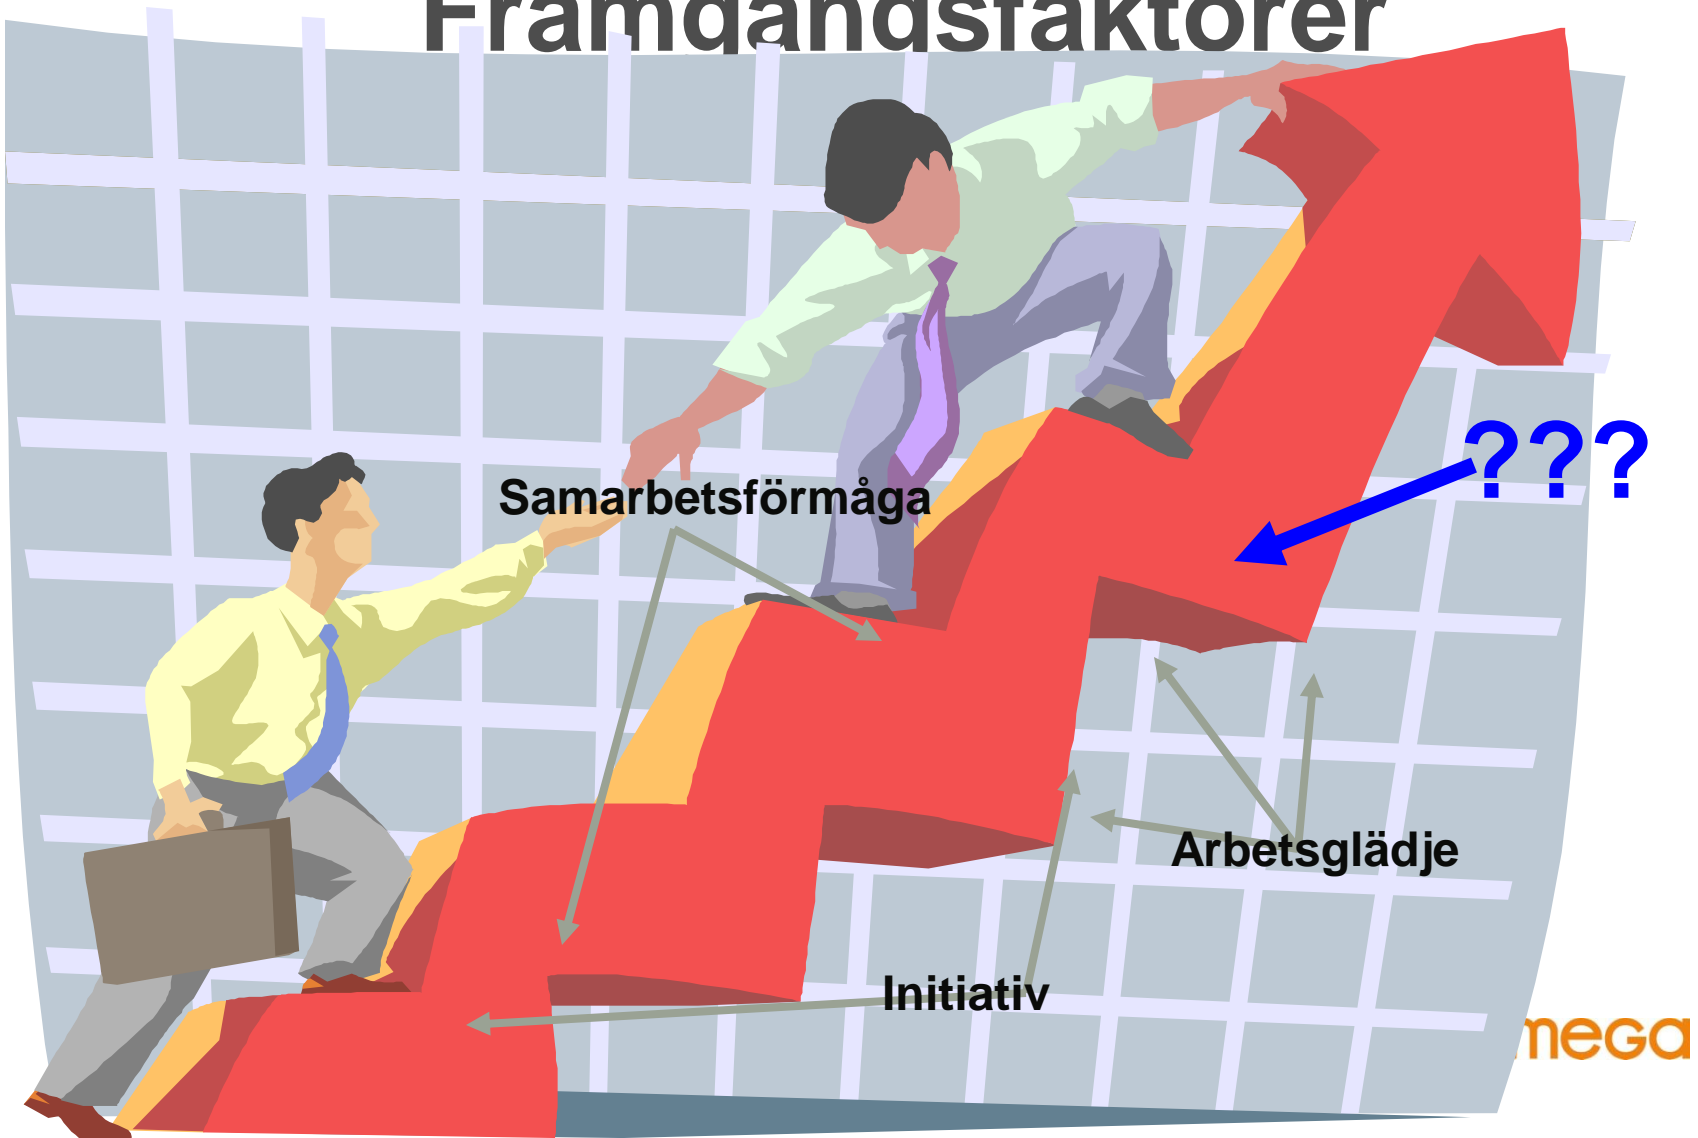 Framgångsfaktorer
???
Samarbetsförmåga
Arbetsglädje
Initiativ
mega